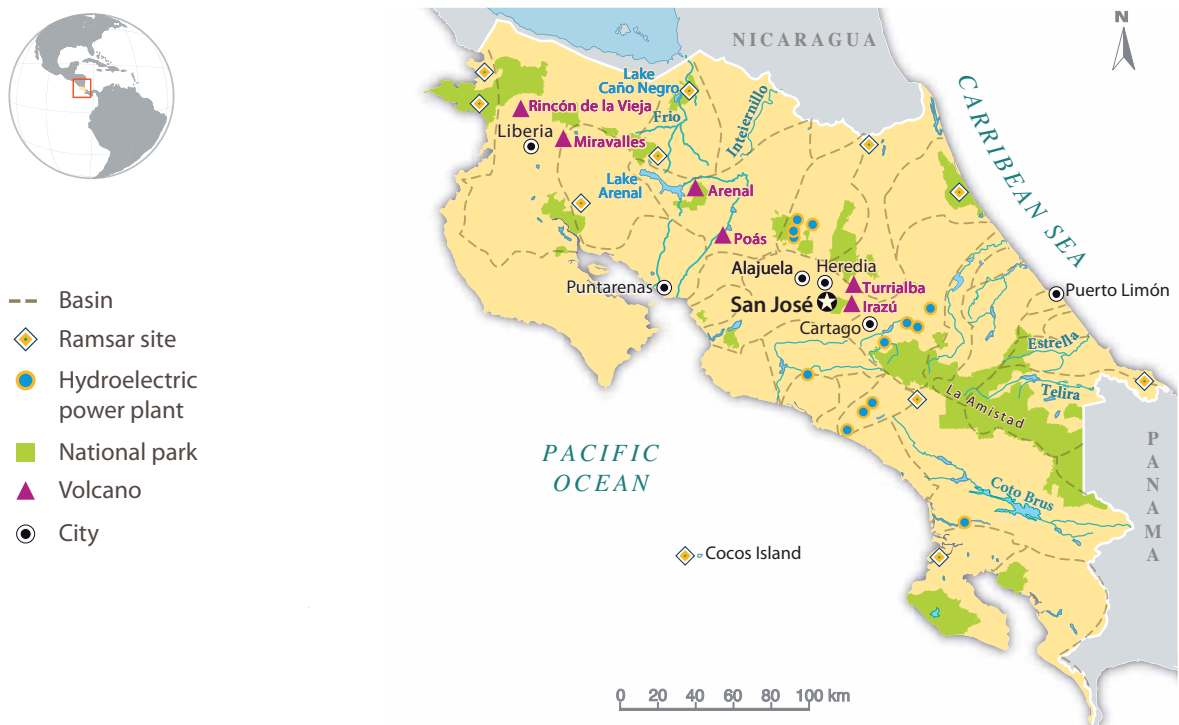 N
NICARAGUA
CARRIBEAN SEA
Lake
Caño Negro
Rincón de la Vieja
Frio
Inteiernillo
Liberia
Miravalles
Lake
Arenal
Arenal
Poás
Alajuela
Heredia
Puntarenas
Turrialba
San José
Irazú
Puerto Limón
Cartago
Estrella
Telira
La Amistad
PACIFIC
OCEAN
PANAMA
Coto Brus
Cocos Island
Basin
Ramsar site
Hydroelectric
power plant
National park
Volcano
City
0 20 40 60 80 100 km